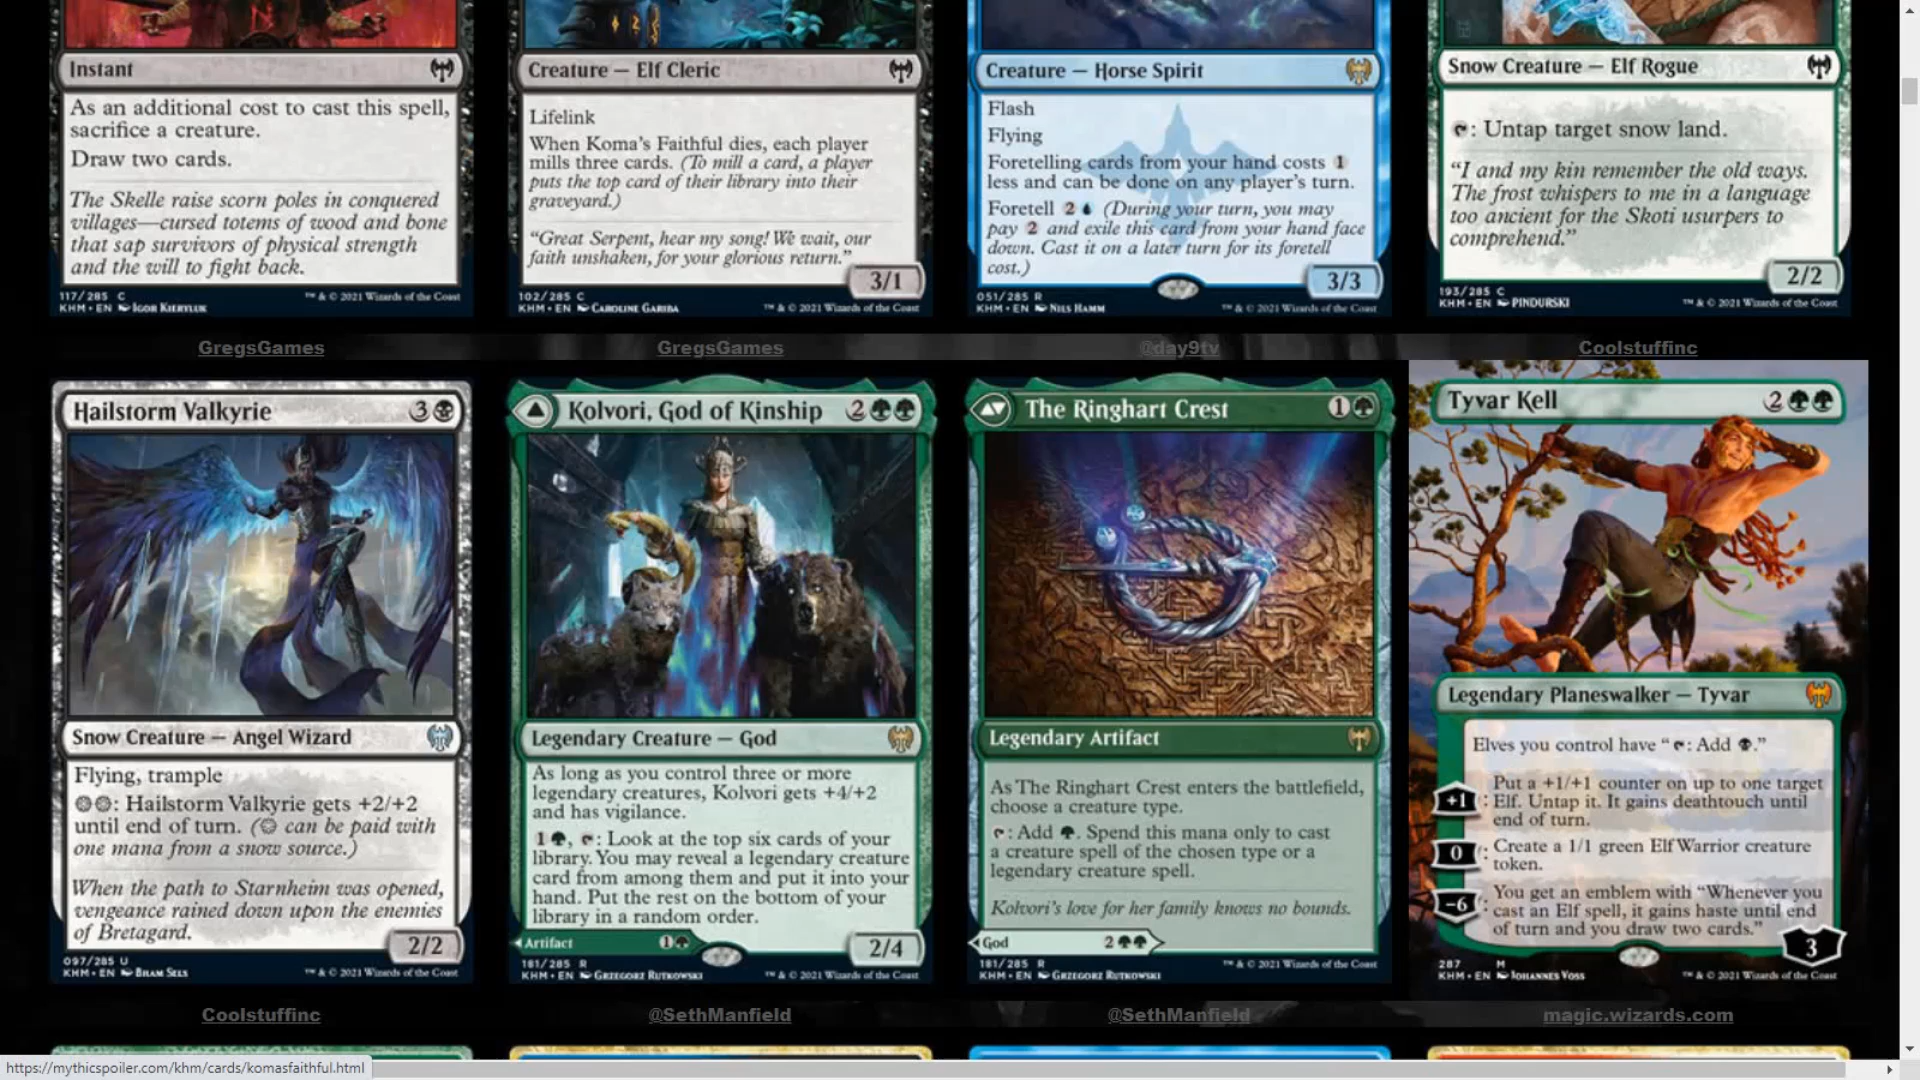 Instant
As an additional cost to cast this spell,
sacrifice a creature.
Draw two cards.
The Skelle raise scorn poles in conquered
villages—cursed totems of wood and bone
that sap survivors of physical strength
and the will to fight back.
117/285 C
KHM • EN IGOR KIERYLUK
™ & © 2021 Wizards of the Coast
Creature — Elf Cleric
Lifelink
When Koma's Faithful dies, each player
mills three cards. (To mill a card, a player
puts the top card of their library into their
graveyard.)
“Great Serpent, hear my song! We wait, our
faith unshaken, for your glorious return.”
3/1
102/285 C
KHM • EN CAROLINE GARIBA
™ & © 2021 Wizards of the Coast
Creature — Horse Spirit
Flash
Flying
Foretelling cards from your hand costs 1
less and can be done on any player's turn.
Foretell 2 (During your turn, you may
pay 2 and exile this card from your hand face
down. Cast it on a later turn for its foretell
cost.)
3/3
051/285 R
KHM • EN NILS HAMM
™ & © 2021 Wizards of the Coast
Snow Creature — Elf Rogue
: Untap target snow land.
“I and my kin remember the old ways.
The frost whispers to me in a language
too ancient for the Skoti usurpers to
comprehend.”
2/2
193/285 C
KHM • EN PINDURSKI
™ & © 2021 Wizards of the Coast
GregsGames
GregsGames
@day9tv
Coolstuffinc
Hailstorm Valkyrie 3
Snow Creature — Angel Wizard
Flying, trample
: Hailstorm Valkyrie gets +2/+2
until end of turn. ( can be paid with
one mana from a snow source.)
When the path to Starnheim was opened,
vengeance rained down upon the enemies
of Bretagard.
2/2
097/285 U
KHM • EN BRAM SELS
™ & © 2021 Wizards of the Coast
Kolvori, God of Kinship 2
Legendary Creature — God
As long as you control three or more
legendary creatures, Kolvori gets +4/+2
and has vigilance.
1 , : Look at the top six cards of your
library. You may reveal a legendary creature
card from among them and put it into your
hand. Put the rest on the bottom of your
library in a random order.
Artifact 1
2/4
181/285 R
KHM • EN GRZEGORZ RUTKOWSKI
™ & © 2021 Wizards of the Coast
The Ringhart Crest 1
Legendary Artifact
As The Ringhart Crest enters the battlefield,
choose a creature type.
: Add . Spend this mana only to cast
a creature spell of the chosen type or a
legendary creature spell.
Kolvori's love for her family knows no bounds.
God 2
181/285 R
KHM • EN GRZEGORZ RUTKOWSKI
™ & © 2021 Wizards of the Coast
Tyvar Kell 2
Legendary Planeswalker — Tyvar
Elves you control have “ : Add .”
+1 : Put a +1/+1 counter on up to one target
Elf. Untap it. It gains deathtouch until
end of turn.
0 : Create a 1/1 green Elf Warrior creature
token.
-6 : You get an emblem with “Whenever you
cast an Elf spell, it gains haste until end
of turn and you draw two cards.”
3
287 M
KHM • EN JOHANNES VOSS
™ & © 2021 Wizards of the Coast
Coolstuffinc
@SethManfield
@SethManfield
magic.wizards.com
https://mythicspoiler.com/khm/cards/komasfaithful.html